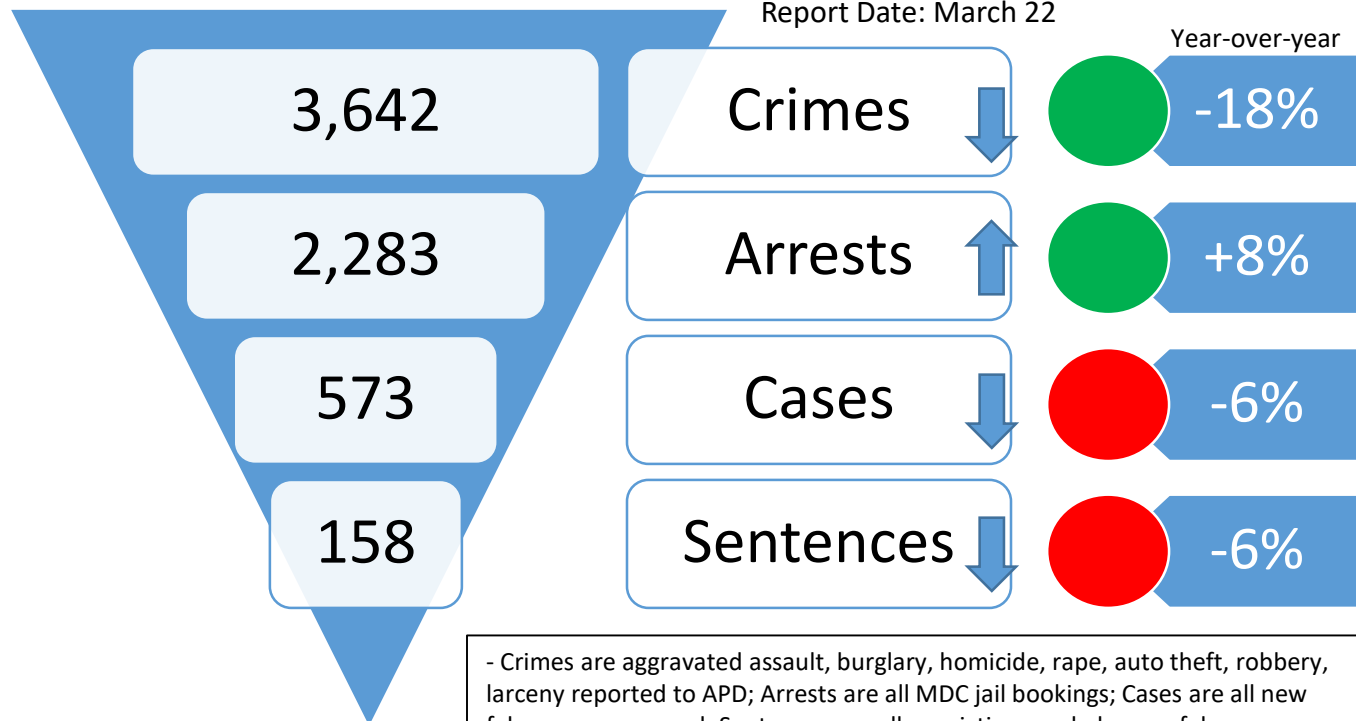 Report Date: March 22
Year-over-year
3,642 Crimes -18%
2,283 Arrests +8%
573 Cases -6%
158 Sentences -6%
- Crimes are aggravated assault, burglary, homicide, rape, auto theft, robbery,
larceny reported to APD; Arrests are all MDC jail bookings; Cases are all new